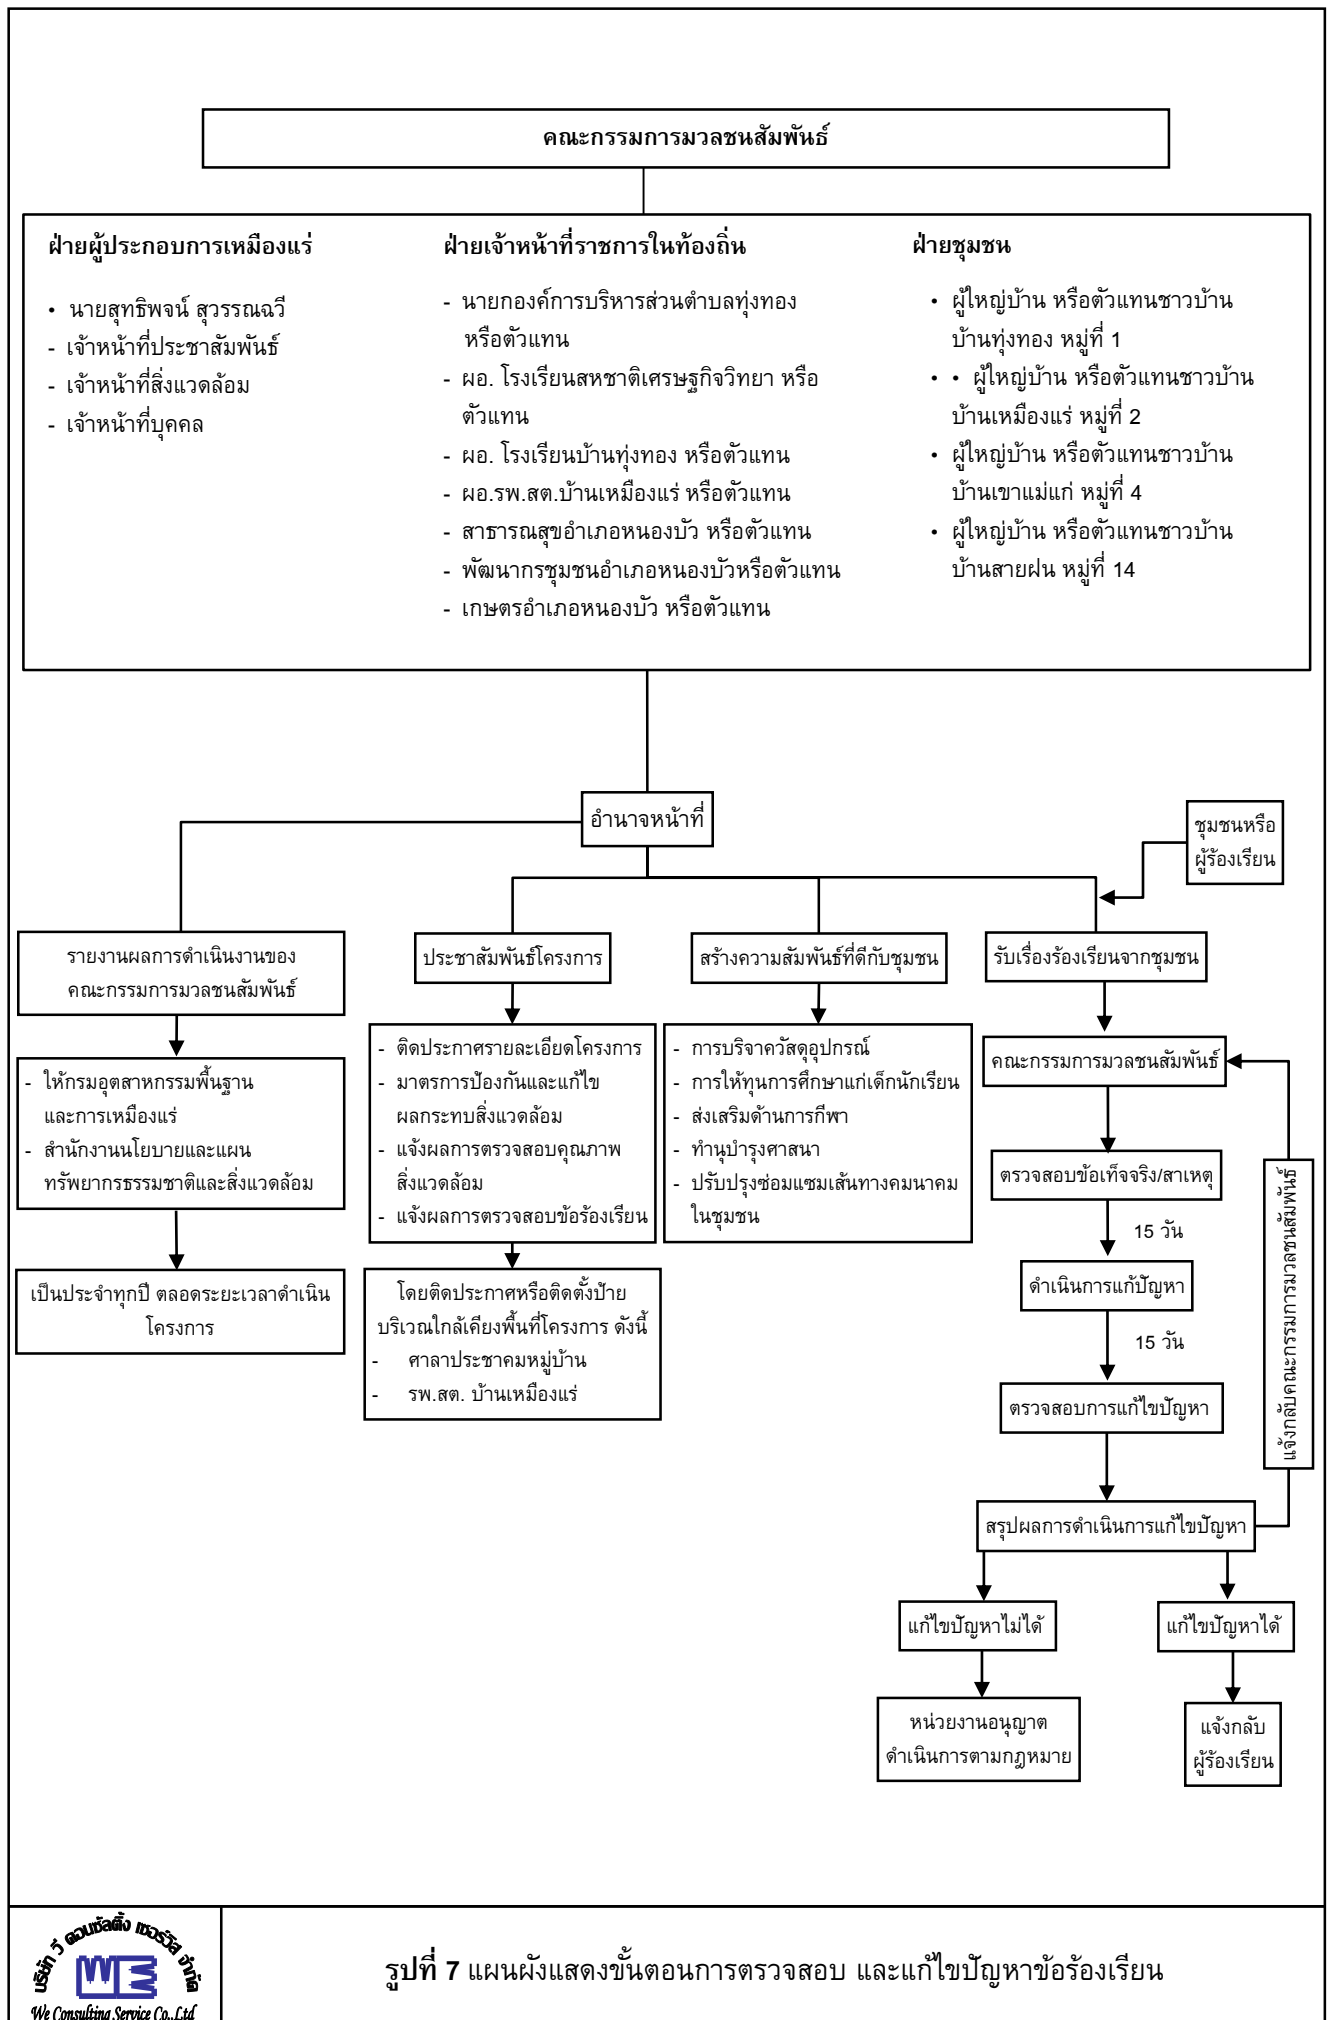 คณะกรรมการมวลชนสัมพันธ์
ฝ่ายผู้ประกอบการเหมืองแร่
• นายสุทธิพจน์ สุวรรณฉวี
- เจ้าหน้าที่ประชาสัมพันธ์
- เจ้าหน้าที่สิ่งแวดล้อม
- เจ้าหน้าที่บุคคล
ฝ่ายเจ้าหน้าที่ราชการในท้องถิ่น
- นายกองค์การบริหารส่วนตำบลทุ่งทอง
หรือตัวแทน
- ผอ. โรงเรียนสหชาติเศรษฐกิจวิทยา หรือ
ตัวแทน
- ผอ. โรงเรียนบ้านทุ่งทอง หรือตัวแทน
- ผอ.รพ.สต.บ้านเหมืองแร่ หรือตัวแทน
- สาธารณสุขอำเภอหนองบัว หรือตัวแทน
- พัฒนากรชุมชนอำเภอหนองบัวหรือตัวแทน
- เกษตรอำเภอหนองบัว หรือตัวแทน
ฝ่ายชุมชน
• ผู้ใหญ่บ้าน หรือตัวแทนชาวบ้าน
บ้านทุ่งทอง หมู่ที่ 1
• • ผู้ใหญ่บ้าน หรือตัวแทนชาวบ้าน
บ้านเหมืองแร่ หมู่ที่ 2
• ผู้ใหญ่บ้าน หรือตัวแทนชาวบ้าน
บ้านเขาแม่แก่ หมู่ที่ 4
• ผู้ใหญ่บ้าน หรือตัวแทนชาวบ้าน
บ้านสายฝน หมู่ที่ 14
อำนาจหน้าที่
ชุมชนหรือ
ผู้ร้องเรียน
รายงานผลการดำเนินงานของ
คณะกรรมการมวลชนสัมพันธ์
- ให้กรมอุตสาหกรรมพื้นฐาน
และการเหมืองแร่
- สำนักงานนโยบายและแผน
ทรัพยากรธรรมชาติและสิ่งแวดล้อม
เป็นประจำทุกปี ตลอดระยะเวลาดำเนิน
โครงการ
ประชาสัมพันธ์โครงการ
- ติดประกาศรายละเอียดโครงการ
- มาตรการป้องกันและแก้ไข
ผลกระทบสิ่งแวดล้อม
- แจ้งผลการตรวจสอบคุณภาพ
สิ่งแวดล้อม
- แจ้งผลการตรวจสอบข้อร้องเรียน
โดยติดประกาศหรือติดตั้งป้าย
บริเวณใกล้เคียงพื้นที่โครงการ ดังนี้
- ศาลาประชาคมหมู่บ้าน
- รพ.สต. บ้านเหมืองแร่
สร้างความสัมพันธ์ที่ดีกับชุมชน
- การบริจาควัสดุอุปกรณ์
- การให้ทุนการศึกษาแก่เด็กนักเรียน
- ส่งเสริมด้านการกีฬา
- ทำนุบำรุงศาสนา
- ปรับปรุงซ่อมแซมเส้นทางคมนาคม
ในชุมชน
รับเรื่องร้องเรียนจากชุมชน
คณะกรรมการมวลชนสัมพันธ์
ตรวจสอบข้อเท็จจริง/สาเหตุ
15 วัน
ดำเนินการแก้ปัญหา
15 วัน
ตรวจสอบการแก้ไขปัญหา
แจ้งกลับคณะกรรมการมวลชนสัมพันธ์
สรุปผลการดำเนินการแก้ไขปัญหา
แก้ไขปัญหาไม่ได้
แก้ไขปัญหาได้
หน่วยงานอนุญาต
ดำเนินการตามกฎหมาย
แจ้งกลับ
ผู้ร้องเรียน
บริษัท วี คอนซัลติ้ง เซอร์วิส จำกัด
WE
We Consulting Service Co.,Ltd
รูปที่ 7 แผนผังแสดงขั้นตอนการตรวจสอบ และแก้ไขปัญหาข้อร้องเรียน